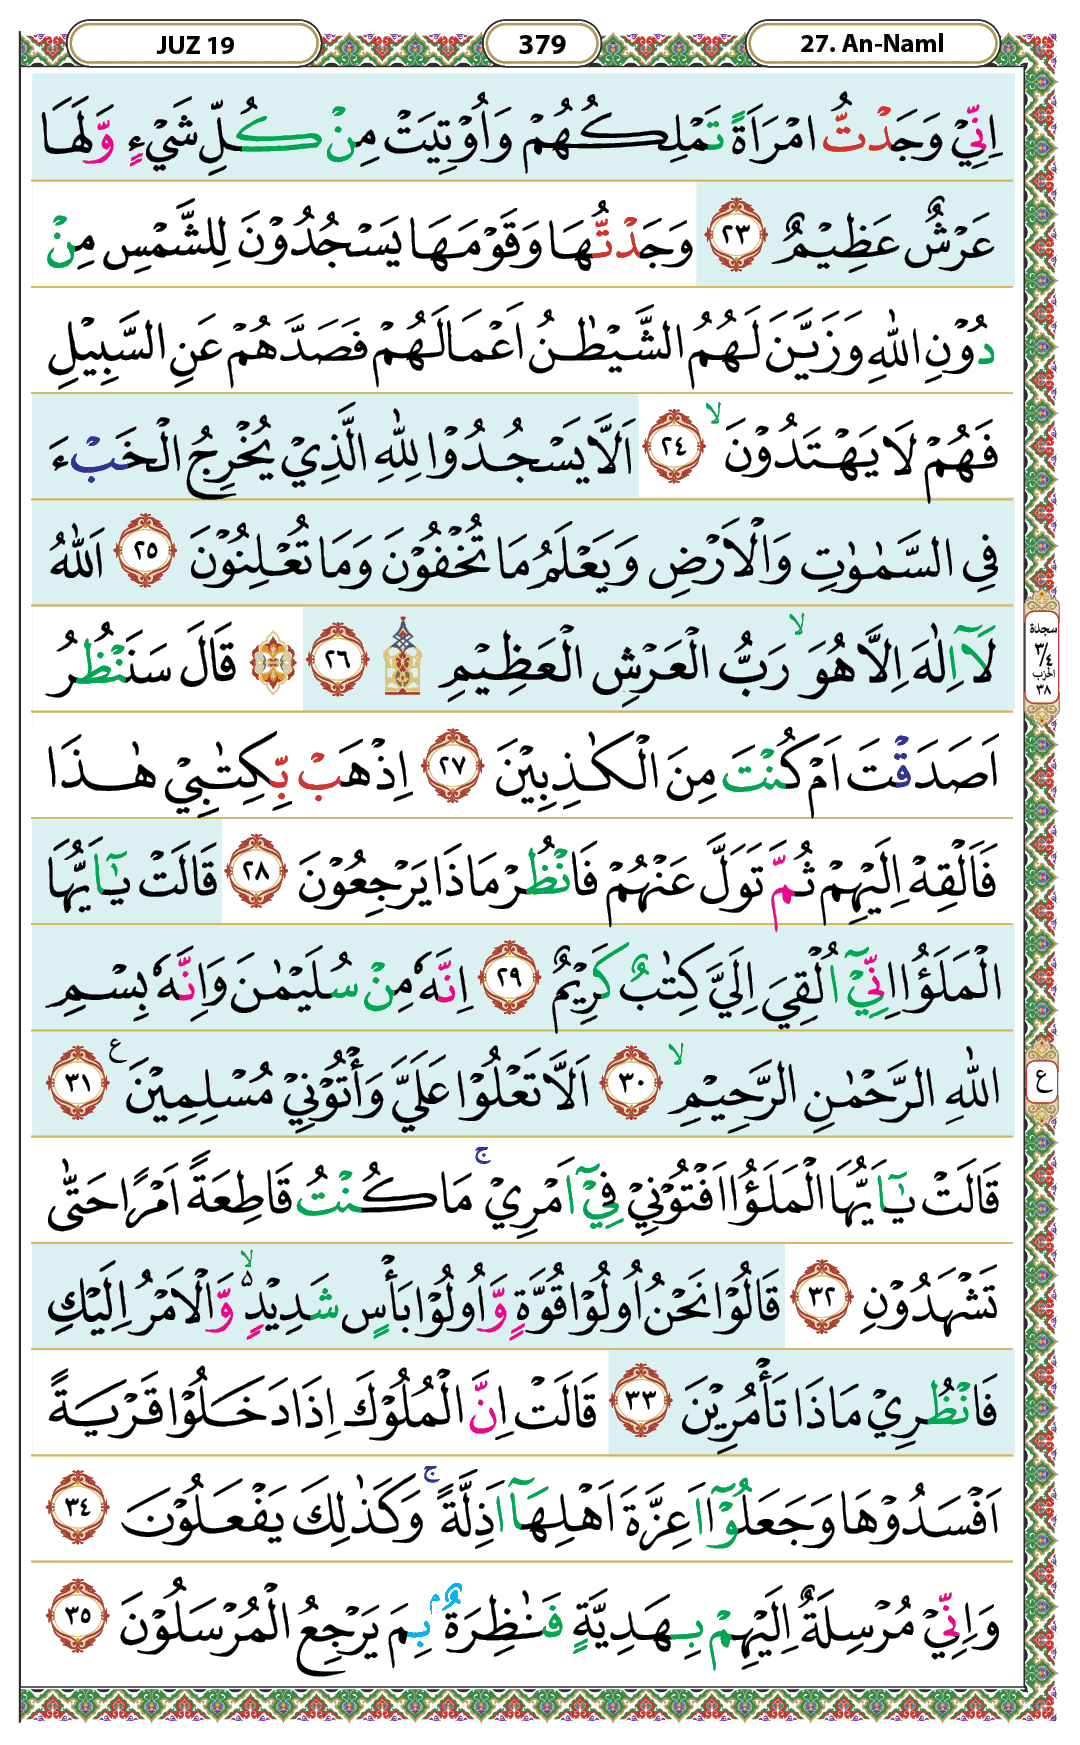 JUZ 19 379 27. An-Naml
اِنِّيْ وَجَدْتُّ امْرَاَةً تَمْلِكُهُمْ وَاُوْتِيَتْ مِنْ كُلِّ شَيْءٍ وَّلَهَا
عَرْشٌ عَظِيْمٌ ٢٣ وَجَدْتُّهَا وَقَوْمَهَا يَسْجُدُوْنَ لِلشَّمْسِ مِنْ
دُوْنِ اللّٰهِ وَزَيَّنَ لَهُمُ الشَّيْطٰنُ اَعْمَالَهُمْ فَصَدَّهُمْ عَنِ السَّبِيْلِ
فَهُمْ لَا يَهْتَدُوْنَ ۙ ٢٤ اَلَّا يَسْجُدُوْا لِلّٰهِ الَّذِيْ يُخْرِجُ الْخَبْءَ
فِى السَّمٰوٰتِ وَالْاَرْضِ وَيَعْلَمُ مَا تُخْفُوْنَ وَمَا تُعْلِنُوْنَ ٢٥ اَللّٰهُ
لَآ اِلٰهَ اِلَّا هُوَ ۙ رَبُّ الْعَرْشِ الْعَظِيْمِ ۩ ٢٦ ۞ قَالَ سَنَنْظُرُ
سجدة
٣/٤
الحزب
٣٨
اَصَدَقْتَ اَمْ كُنْتَ مِنَ الْكٰذِبِيْنَ ٢٧ اِذْهَبْ بِّكِتٰبِيْ هٰذَا
فَاَلْقِهْ اِلَيْهِمْ ثُمَّ تَوَلَّ عَنْهُمْ فَانْظُرْ مَاذَا يَرْجِعُوْنَ ٢٨ قَالَتْ يٰٓاَيُّهَا
الْمَلَؤُا اِنِّيْٓ اُلْقِيَ اِلَيَّ كِتٰبٌ كَرِيْمٌ ٢٩ اِنَّهٗ مِنْ سُلَيْمٰنَ وَاِنَّهٗ بِسْمِ
اللّٰهِ الرَّحْمٰنِ الرَّحِيْمِ ۙ ٣٠ اَلَّا تَعْلُوْا عَلَيَّ وَأْتُوْنِيْ مُسْلِمِيْنَ ع ٣١
ع
قَالَتْ يٰٓاَيُّهَا الْمَلَؤُا اَفْتُوْنِيْ فِيْٓ اَمْرِيْ ۚ مَا كُنْتُ قَاطِعَةً اَمْرًا حَتّٰى
تَشْهَدُوْنِ ٣٢ قَالُوْا نَحْنُ اُولُوْا قُوَّةٍ وَّاُولُوْا بَأْسٍ شَدِيْدٍ ەۙ وَّالْاَمْرُ اِلَيْكِ
فَانْظُرِيْ مَاذَا تَأْمُرِيْنَ ٣٣ قَالَتْ اِنَّ الْمُلُوْكَ اِذَا دَخَلُوْا قَرْيَةً
اَفْسَدُوْهَا وَجَعَلُوْٓا اَعِزَّةَ اَهْلِهَآ اَذِلَّةً ۚ وَكَذٰلِكَ يَفْعَلُوْنَ ٣٤
وَاِنِّيْ مُرْسِلَةٌ اِلَيْهِمْ بِهَدِيَّةٍ فَنٰظِرَةٌ ۢ بِمَ يَرْجِعُ الْمُرْسَلُوْنَ ٣٥